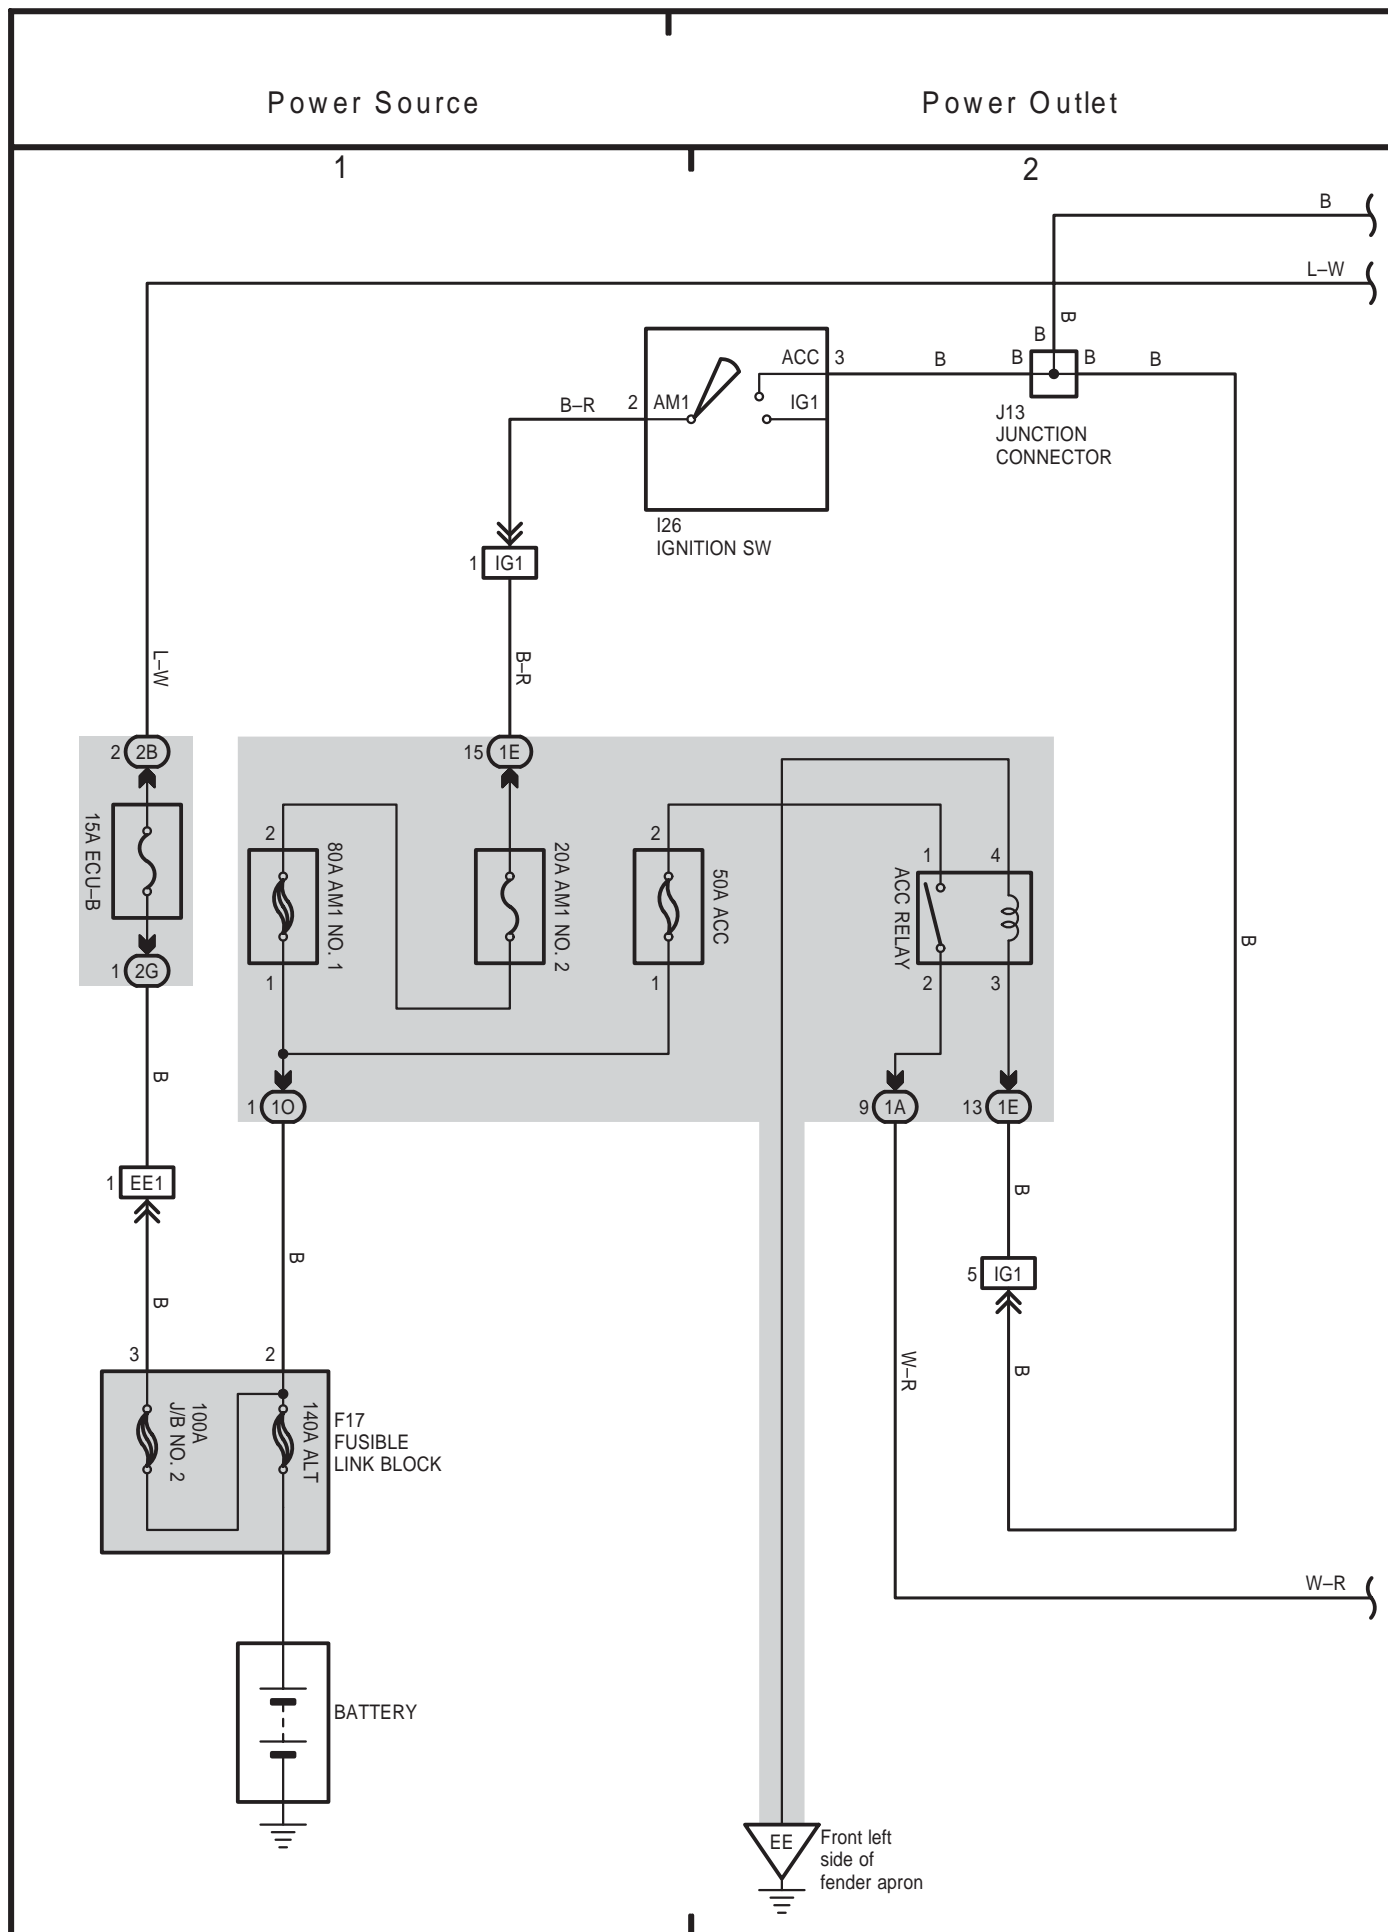 Power Source
Power Outlet
1
2
B
L–W
B
B
ACC
3
B
B
B
B
B–R
2
AM1
IG1
J13
JUNCTION
CONNECTOR
I26
IGNITION SW
1
IG1
L–W
B–R
2
2B
15
1E
15A ECU–B
2
80A AM1 NO. 1
20A AM1 NO. 2
2
50A ACC
1
4
ACC RELAY
B
1
2G
1
1
2
3
B
1
1O
9
1A
13
1E
1
EE1
B
B
5
IG1
B
3
2
W–R
B
100A
J/B NO. 2
140A ALT
F17
FUSIBLE
LINK BLOCK
W–R
BATTERY
EE
Front left
side of
fender apron